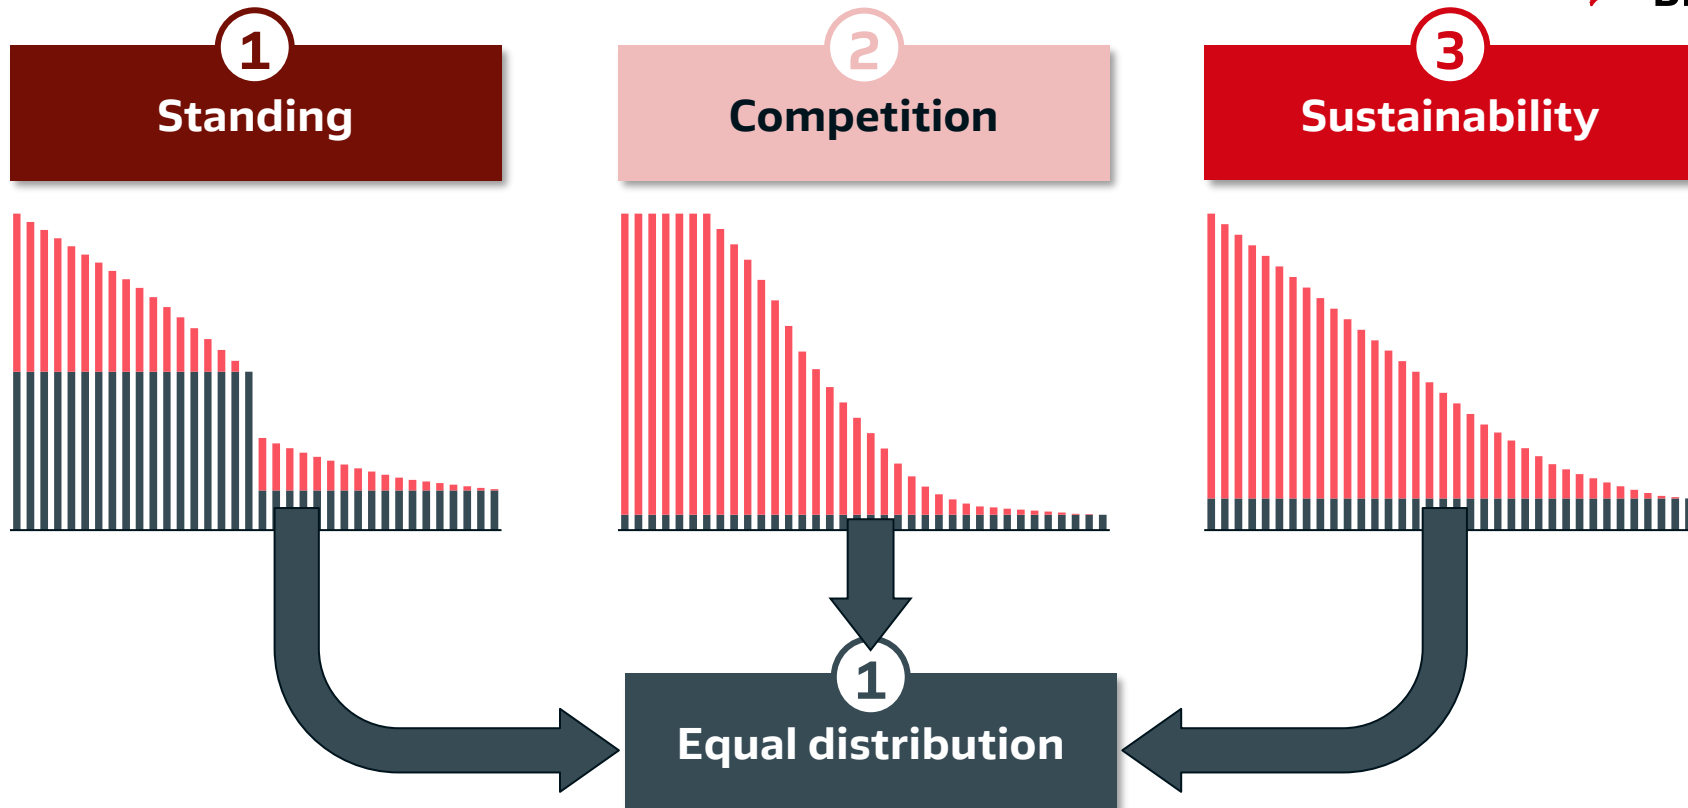 1
Standing
2
Competition
3
Sustainability
1
Equal distribution